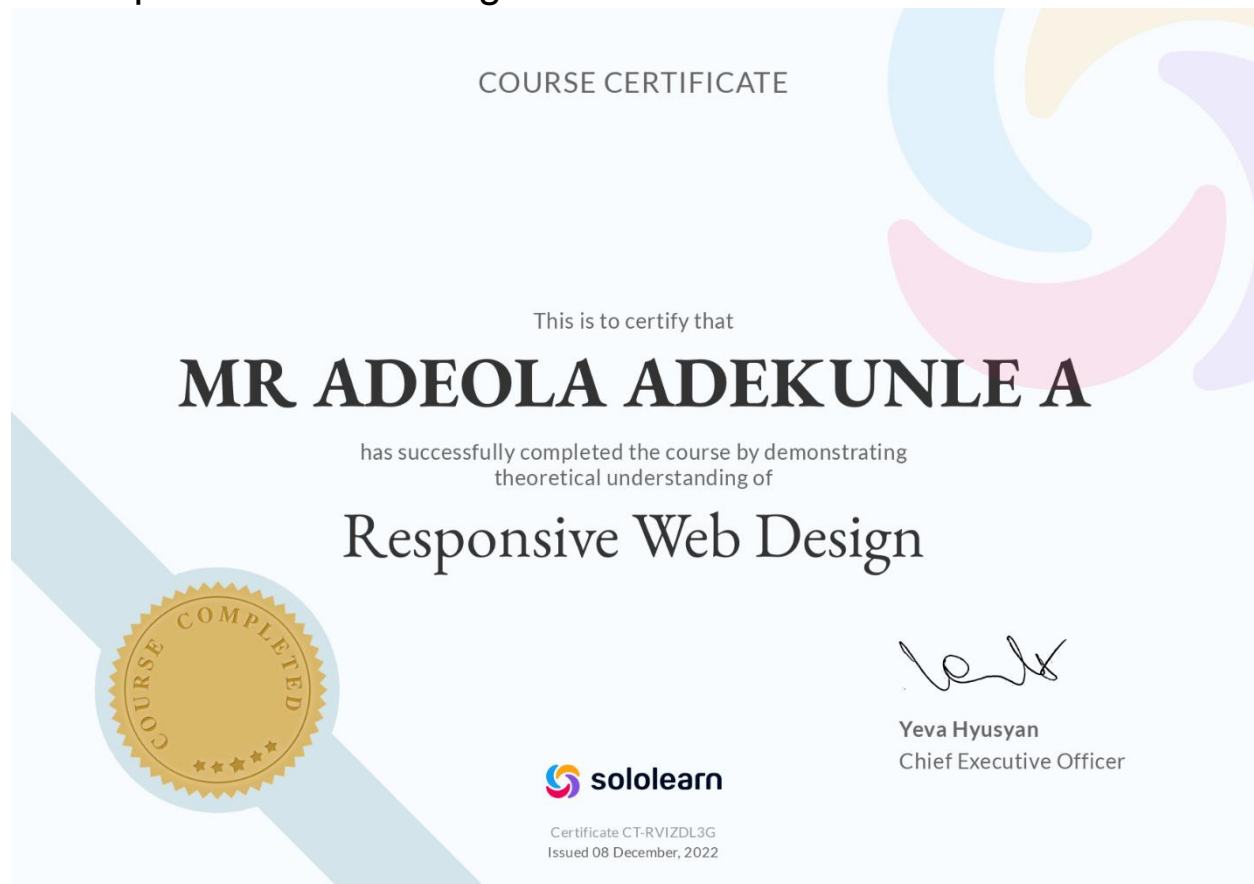 COURSE CERTIFICATE
This is to certify that
MR ADEOLA ADEKUNLE A
has successfully completed the course by demonstrating
theoretical understanding of
Responsive Web Design
COURSE COMPLETED
Yeva Hyusyan
Chief Executive Officer
sololearn
Certificate CT-RVIZDL3G
Issued 08 December, 2022